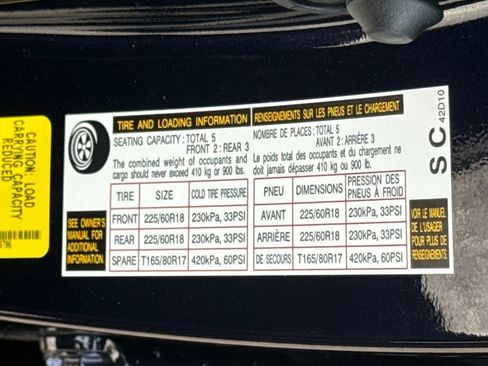 CAUTION: LOAD
CARRYING CAPACITY
REDUCED
TIRE AND LOADING INFORMATION
SEATING CAPACITY: TOTAL 5
FRONT 2: REAR 3
The combined weight of occupants and
cargo should never exceed 410 kg or 900 lbs.
SEE OWNER'S
MANUAL FOR
ADDITIONAL
INFORMATION.
TIRE SIZE COLD TIRE PRESSURE
FRONT 225/60R18 230kPa, 33PSI
REAR 225/60R18 230kPa, 33PSI
SPARE T165/80R17 420kPa, 60PSI
RENSEIGNEMENTS SUR LES PNEUS ET LE CHARGEMENT
NOMBRE DE PLACES: TOTAL 5
AVANT 2: ARRIÈRE 3
Le poids total des occupants et du chargement ne
doit jamais dépasser 410 kg ou 900 lb.
PNEU DIMENSIONS PRESSION DES
PNEUS À FROID
AVANT 225/60R18 230kPa, 33PSI
ARRIÈRE 225/60R18 230kPa, 33PSI
DE SECOURS T165/80R17 420kPa, 60PSI
VOIR LE MANUEL
DE L'USAGER
POUR PLUS DE
RENSEIGNEMENTS.
S C 42D10